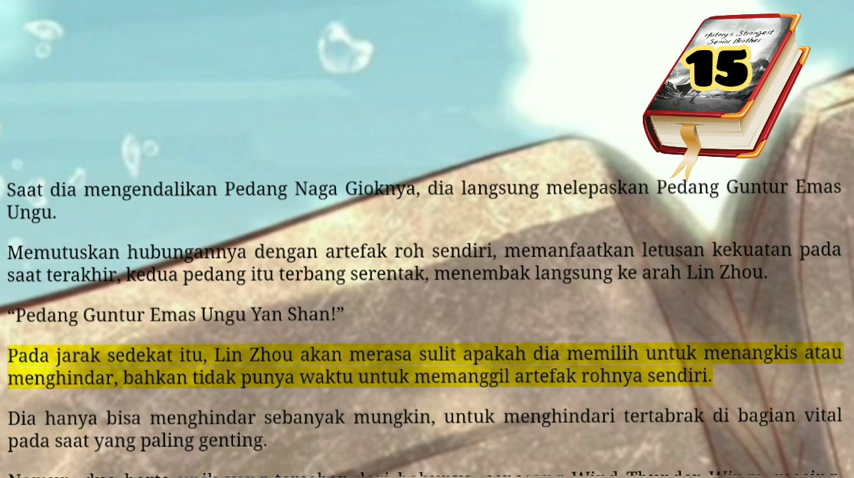 History's Strongest
Senior Brother
15
Saat dia mengendalikan Pedang Naga Gioknya, dia langsung melepaskan Pedang Guntur Emas
Ungu.
Memutuskan hubungannya dengan artefak roh sendiri, memanfaatkan letusan kekuatan pada
saat terakhir, kedua pedang itu terbang serentak, menembak langsung ke arah Lin Zhou.
“Pedang Guntur Emas Ungu Yan Shan!”
Pada jarak sedekat itu, Lin Zhou akan merasa sulit apakah dia memilih untuk menangkis atau
menghindar, bahkan tidak punya waktu untuk memanggil artefak rohnya sendiri.
Dia hanya bisa menghindar sebanyak mungkin, untuk menghindari tertabrak di bagian vital
pada saat yang paling genting.